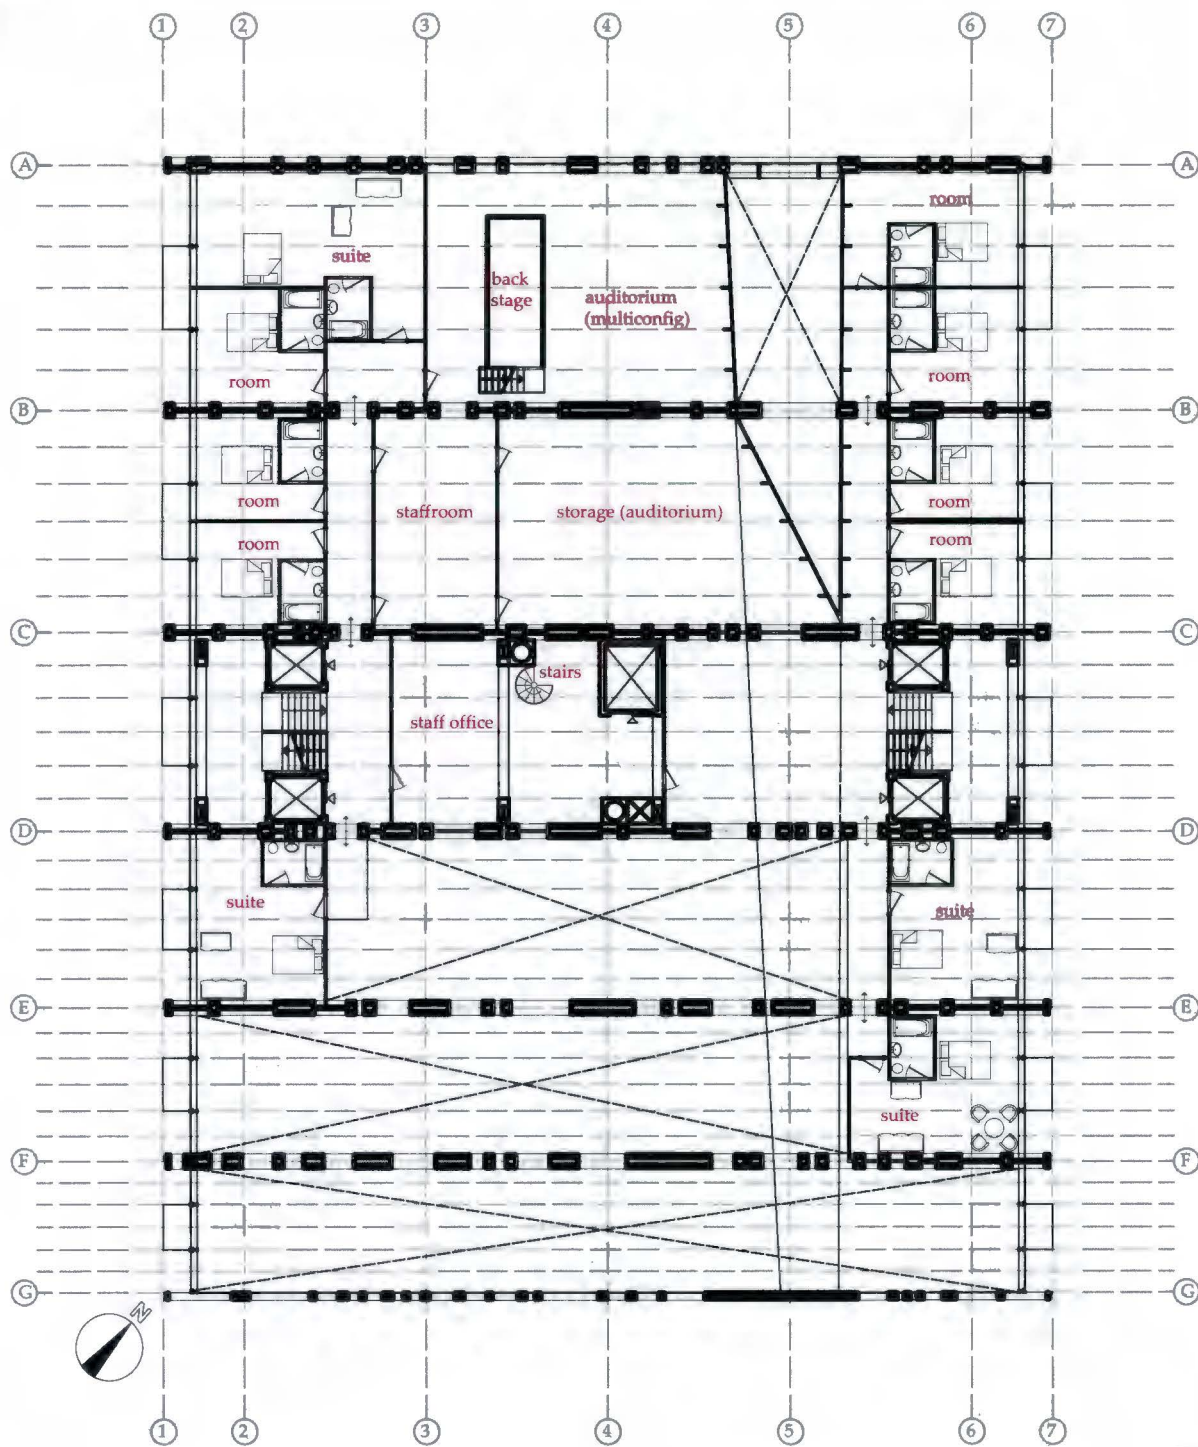 1 2 3 4 5 6 7
A A
room
suite
back
stage
auditorium
(multiconfig)
room
room
B B
room
room
staffroom
storage (auditorium)
room
room
C C
stairs
staff office
D D
suite
suite
E E
suite
F F
G G
N
1 2 3 4 5 6 7